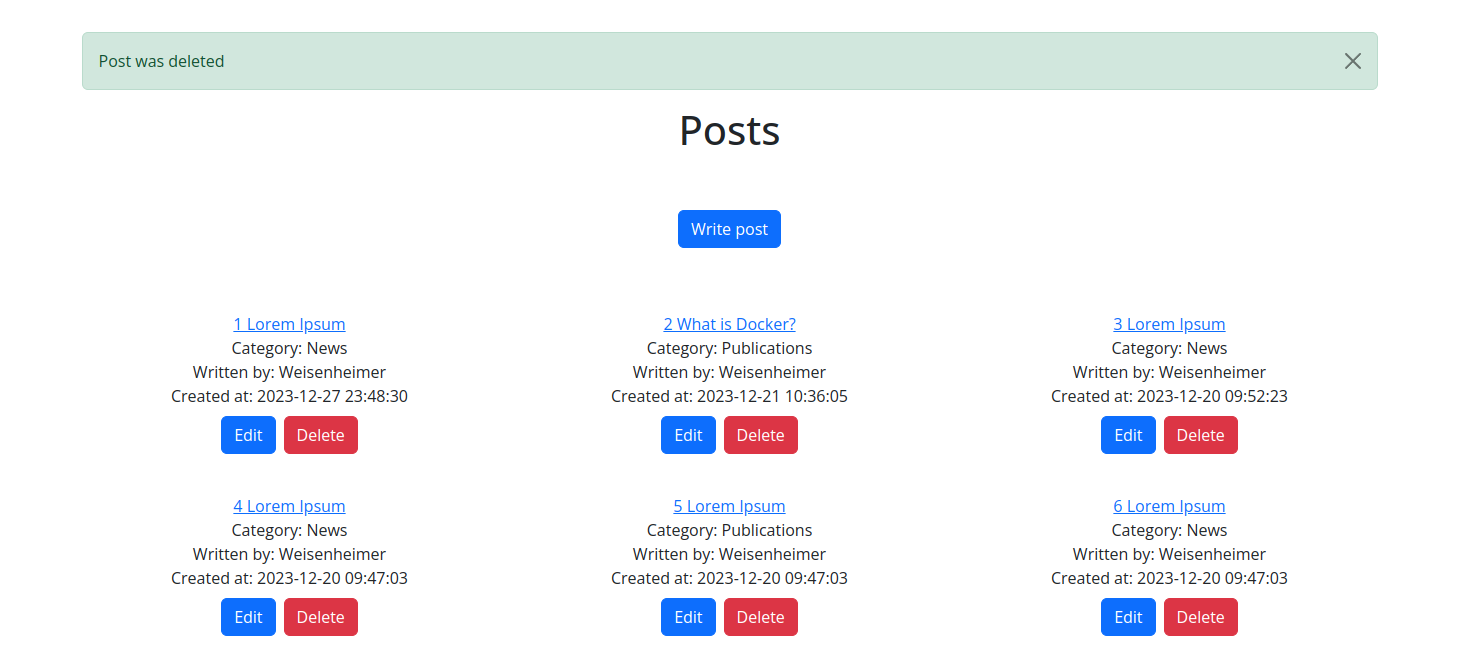 Post was deleted
Posts
Write post
1 Lorem Ipsum
Category: News
Written by: Weisenheimer
Created at: 2023-12-27 23:48:30
Edit Delete
2 What is Docker?
Category: Publications
Written by: Weisenheimer
Created at: 2023-12-21 10:36:05
Edit Delete
3 Lorem Ipsum
Category: News
Written by: Weisenheimer
Created at: 2023-12-20 09:52:23
Edit Delete
4 Lorem Ipsum
Category: News
Written by: Weisenheimer
Created at: 2023-12-20 09:47:03
Edit Delete
5 Lorem Ipsum
Category: Publications
Written by: Weisenheimer
Created at: 2023-12-20 09:47:03
Edit Delete
6 Lorem Ipsum
Category: News
Written by: Weisenheimer
Created at: 2023-12-20 09:47:03
Edit Delete